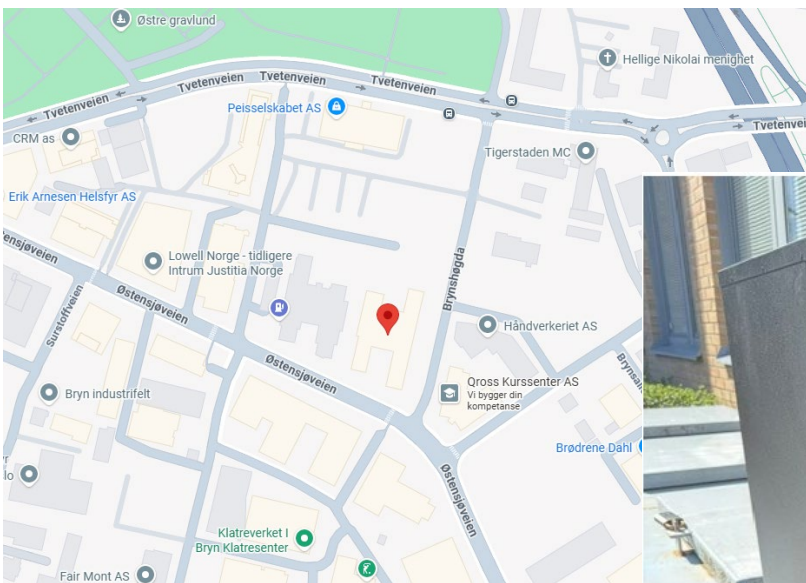 Østre gravlund
Hellige Nikolai menighet
Tvetenveien
Tvetenveien
Tvetenveien
Tvetenveien
Tvetenvei
Peisselskabet AS
CRM as
Tigerstaden MC
Erik Arnesen Helsfyr AS
Østensjøveien
Lowell Norge - tidligere
Intrum Justitia Norge
Brynshøgda
Østensjøveien
Surstoffveien
Håndverkeriet AS
Østensjøveien
Qross Kurssenter AS
Vi bygger din
kompetanse
Bryn industrifelt
Brødrene Dahl
Østensjøveien
Klatreverket I
Bryn Klatresenter
Fair Mont AS